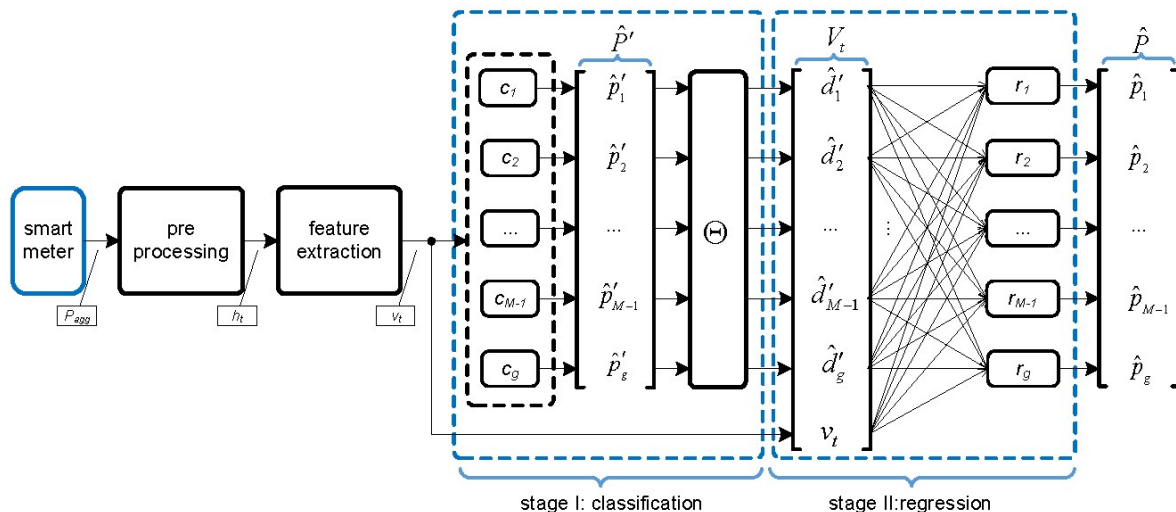 P̂′
V_t
P̂
c_1
p̂′_1
d̂′_1
r_1
p̂_1
c_2
p̂′_2
d̂′_2
r_2
p̂_2
smart
meter
pre
processing
feature
extraction
...
...
Θ
...
⋮
...
...
P_agg
h_t
v_t
c_M-1
p̂′_M−1
d̂′_M−1
r_M-1
p̂_M−1
c_g
p̂′_g
d̂′_g
r_g
p̂_g
v_t
stage I: classification
stage II:regression